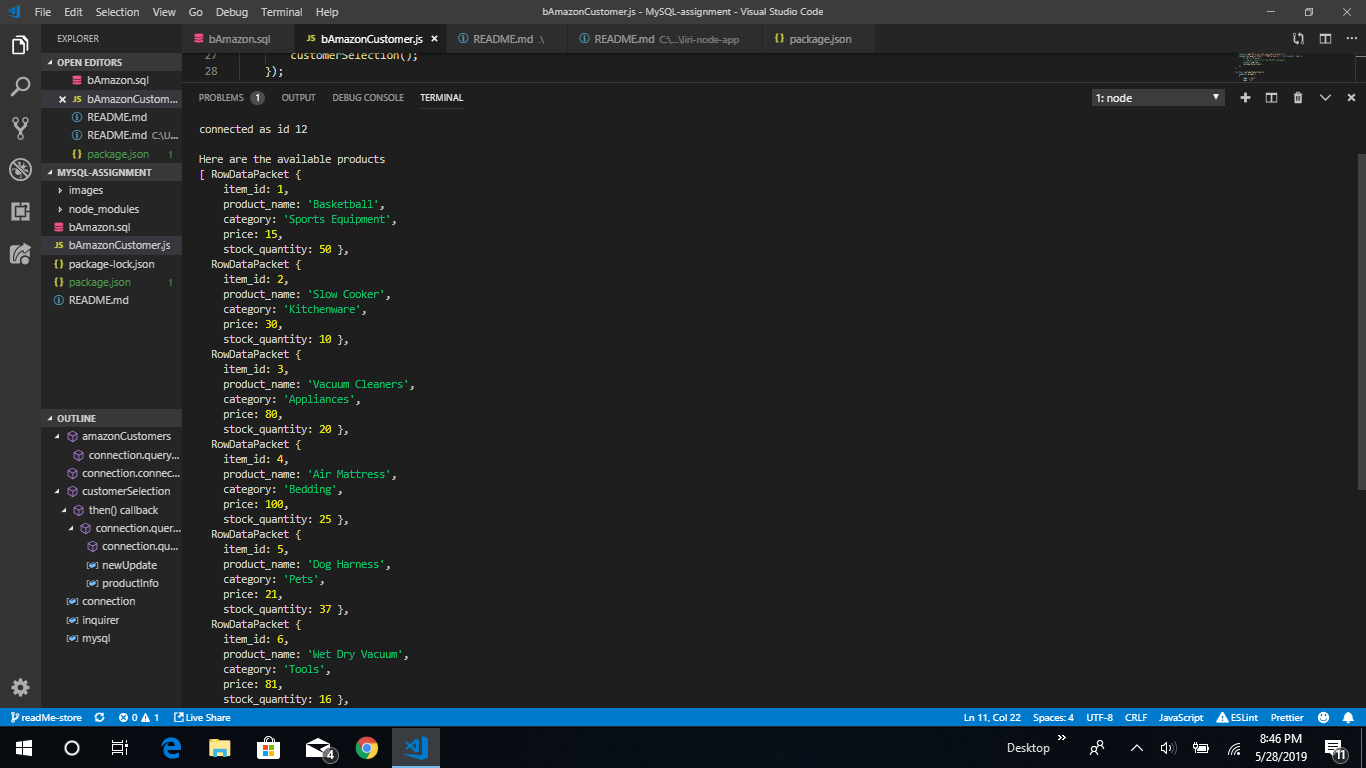 File Edit Selection View Go Debug Terminal Help
bAmazonCustomer.js - MySQL-assignment - Visual Studio Code
EXPLORER
OPEN EDITORS
bAmazon.sql
JS bAmazonCustom...
README.md
README.md C:\U...
{} package.json 1
MYSQL-ASSIGNMENT
images
node_modules
bAmazon.sql
JS bAmazonCustomer.js
{} package-lock.json
{} package.json 1
README.md
OUTLINE
amazonCustomers
connection.query...
connection.connec...
customerSelection
then() callback
connection.quer...
connection.qu...
newUpdate
productInfo
connection
inquirer
mysql
bAmazon.sql JS bAmazonCustomer.js × README.md .\ README.md C:\...\liri-node-app {} package.json
27 customerSelection();
28 });
PROBLEMS 1 OUTPUT DEBUG CONSOLE TERMINAL
1: node
connected as id 12
Here are the available products
[ RowDataPacket {
item_id: 1,
product_name: 'Basketball',
category: 'Sports Equipment',
price: 15,
stock_quantity: 50 },
RowDataPacket {
item_id: 2,
product_name: 'Slow Cooker',
category: 'Kitchenware',
price: 30,
stock_quantity: 10 },
RowDataPacket {
item_id: 3,
product_name: 'Vacuum Cleaners',
category: 'Appliances',
price: 80,
stock_quantity: 20 },
RowDataPacket {
item_id: 4,
product_name: 'Air Mattress',
category: 'Bedding',
price: 100,
stock_quantity: 25 },
RowDataPacket {
item_id: 5,
product_name: 'Dog Harness',
category: 'Pets',
price: 21,
stock_quantity: 37 },
RowDataPacket {
item_id: 6,
product_name: 'Wet Dry Vacuum',
category: 'Tools',
price: 81,
stock_quantity: 16 },
readMe-store 0 1 Live Share
Ln 11, Col 22 Spaces: 4 UTF-8 CRLF JavaScript ESLint Prettier
4
Desktop
8:46 PM
5/28/2019
11